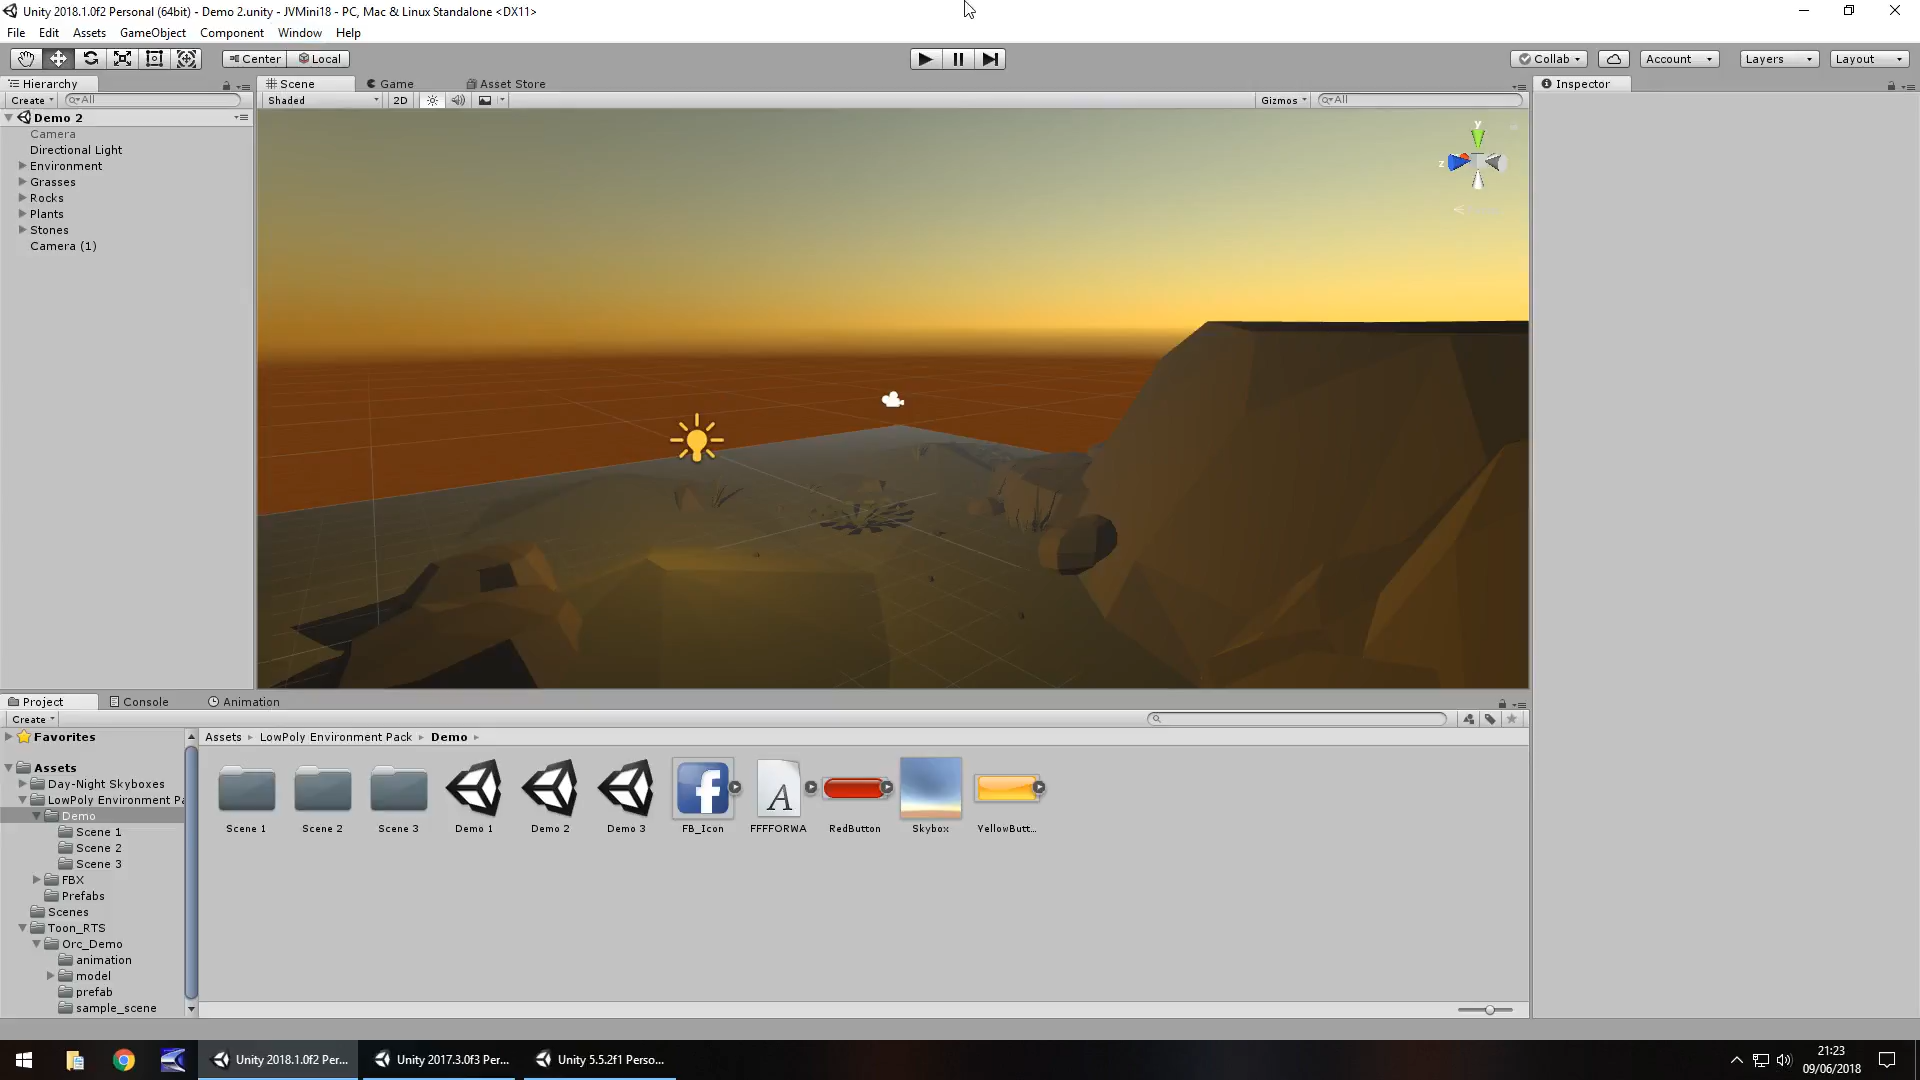 Unity 2018.1.0f2 Personal (64bit) - Demo 2.unity - JVMini18 - PC, Mac & Linux Standalone <DX11>
File Edit Assets GameObject Component Window Help
Center Local Collab Account Layers Layout
Hierarchy Scene Game Asset Store Inspector
Create All Shaded 2D Gizmos All
Demo 2
Camera
Directional Light
Environment
Grasses
Rocks
Plants
Stones
Camera (1)
y
z
Project Console Animation
Create
Favorites
Assets
Day-Night Skyboxes
LowPoly Environment Pa
Demo
Scene 1
Scene 2
Scene 3
FBX
Prefabs
Scenes
Toon_RTS
Orc_Demo
animation
model
prefab
sample_scene
Assets LowPoly Environment Pack Demo
A
Scene 1 Scene 2 Scene 3 Demo 1 Demo 2 Demo 3 FB_Icon FFFFORWA RedButton Skybox YellowButt...
Unity 2018.1.0f2 Per... Unity 2017.3.0f3 Per... Unity 5.5.2f1 Perso...
21:23
09/06/2018